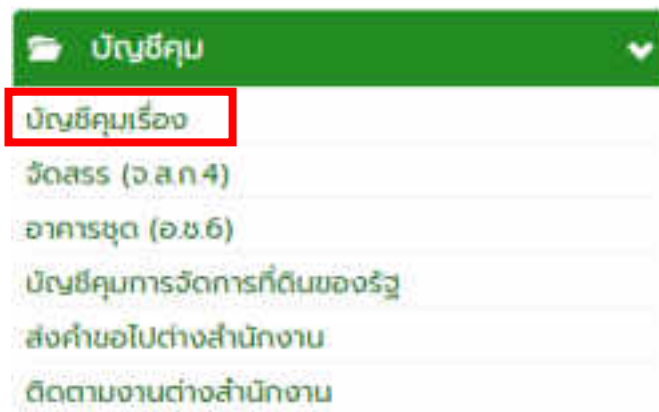 บัญชีคุม
บัญชีคุมเรื่อง
จัดสรร (จ.ส.ก.4)
อาคารชุด (อ.ช.6)
บัญชีคุมการจัดการที่ดินของรัฐ
ส่งคำขอไปต่างสำนักงาน
ติดตามงานต่างสำนักงาน